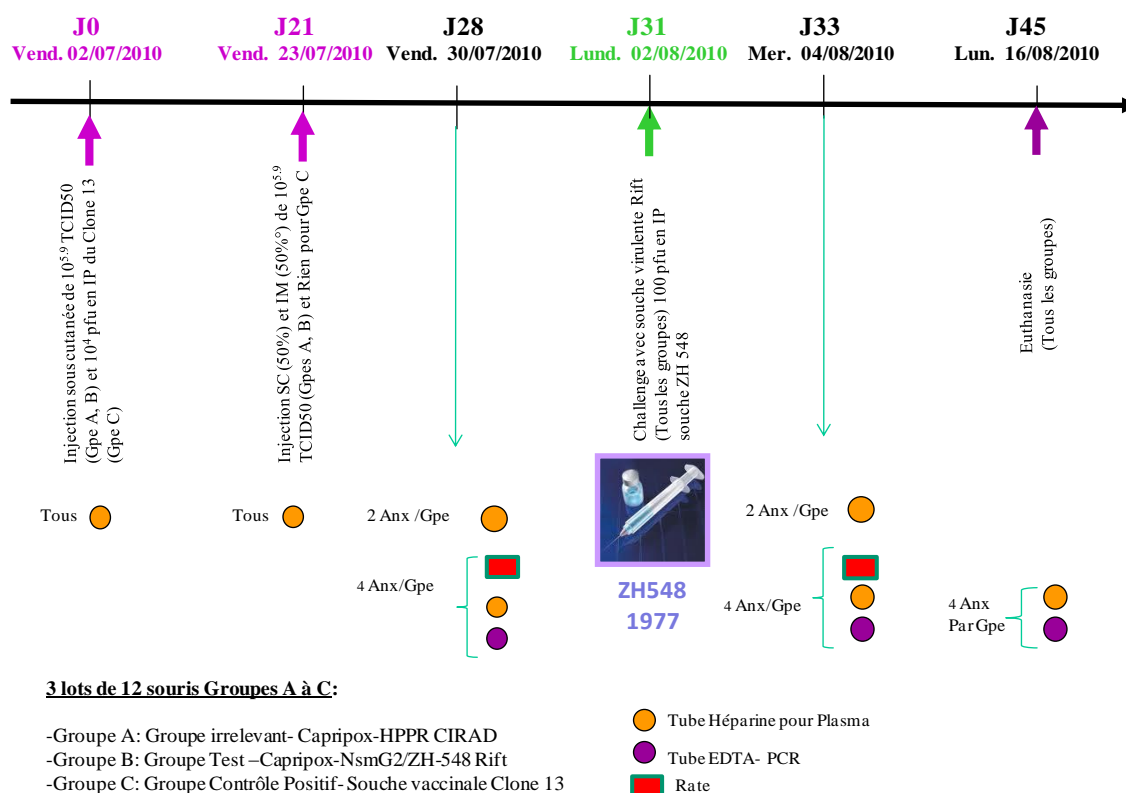 J0
Vend. 02/07/2010
J21
Vend. 23/07/2010
J28
Vend. 30/07/2010
J31
Lund. 02/08/2010
J33
Mer. 04/08/2010
J45
Lun. 16/08/2010
Injection sous cutanée de 10^5.9 TCID50
(Gpe A, B) et 10^4 pfu en IP du Clone 13
(Gpe C)
Injection SC (50%) et IM (50%°) de 10^5.9
TCID50 (Gpes A, B) et Rien pour Gpe C
Challenge avec souche virulente Rift
(Tous les groupes) 100 pfu en IP
souche ZH 548
Euthanasie
(Tous les groupes)
Tous
Tous
2 Anx /Gpe
4 Anx/Gpe
ZH548
1977
2 Anx /Gpe
4 Anx/Gpe
4 Anx
Par Gpe
3 lots de 12 souris Groupes A à C:
-Groupe A: Groupe irrelevant- Capripox-HPPR CIRAD
-Groupe B: Groupe Test –Capripox-NsmG2/ZH-548 Rift
-Groupe C: Groupe Contrôle Positif- Souche vaccinale Clone 13
Tube Héparine pour Plasma
Tube EDTA- PCR
Rate